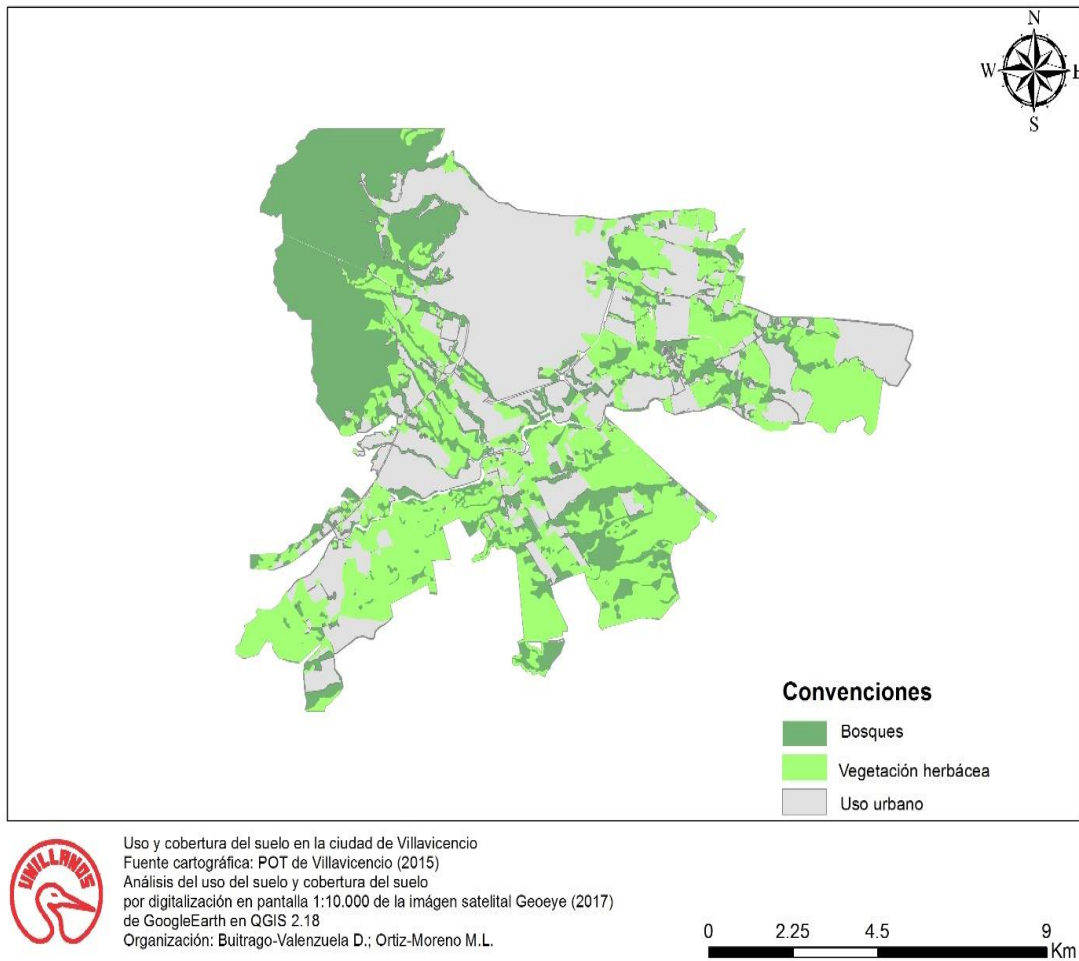 N
W E
S
Convenciones
Bosques
Vegetación herbácea
Uso urbano
UNILLANOS
Uso y cobertura del suelo en la ciudad de Villavicencio
Fuente cartográfica: POT de Villavicencio (2015)
Análisis del uso del suelo y cobertura del suelo
por digitalización en pantalla 1:10.000 de la imágen satelital Geoeye (2017)
de GoogleEarth en QGIS 2.18
Organización: Buitrago-Valenzuela D.; Ortiz-Moreno M.L.
0 2.25 4.5 9
Km